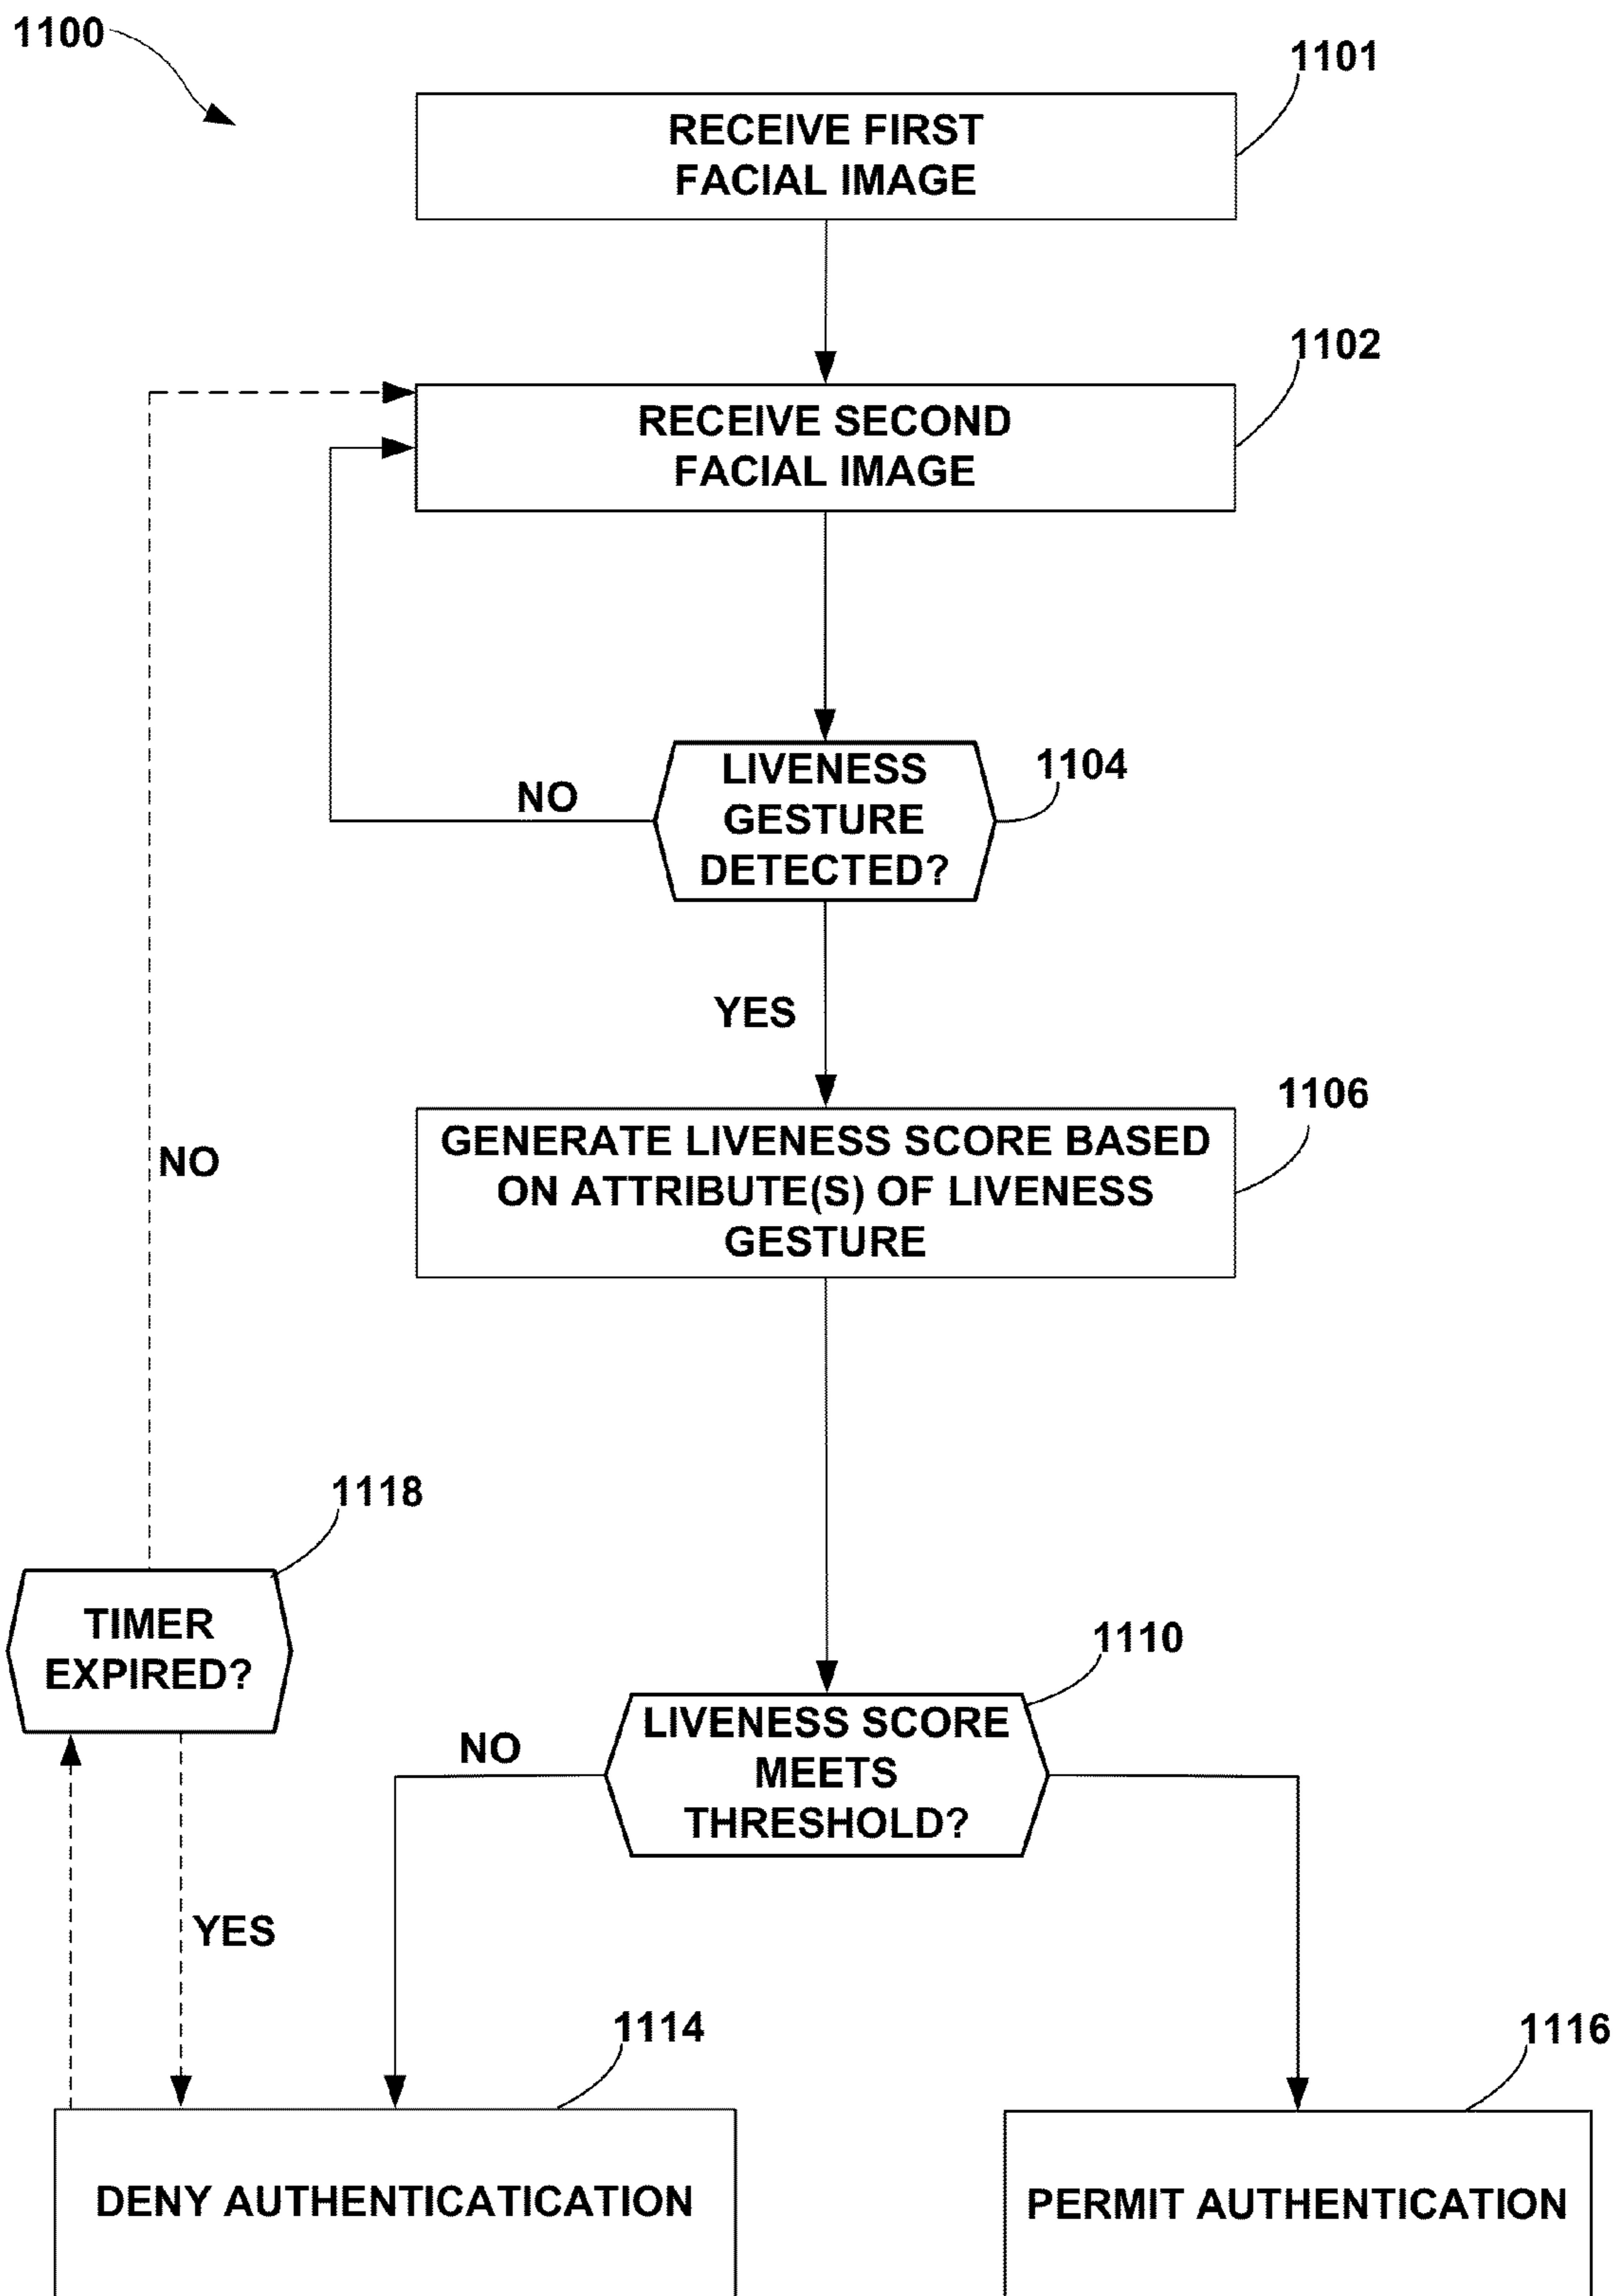 1100
1101
RECEIVE FIRST
FACIAL IMAGE
1102
RECEIVE SECOND
FACIAL IMAGE
1104
LIVENESS
GESTURE
DETECTED?
NO
YES
1106
GENERATE LIVENESS SCORE BASED
ON ATTRIBUTE(S) OF LIVENESS
GESTURE
NO
1118
TIMER
EXPIRED?
1110
LIVENESS SCORE
MEETS
THRESHOLD?
NO
YES
1114
DENY AUTHENTICATICATION
1116
PERMIT AUTHENTICATION